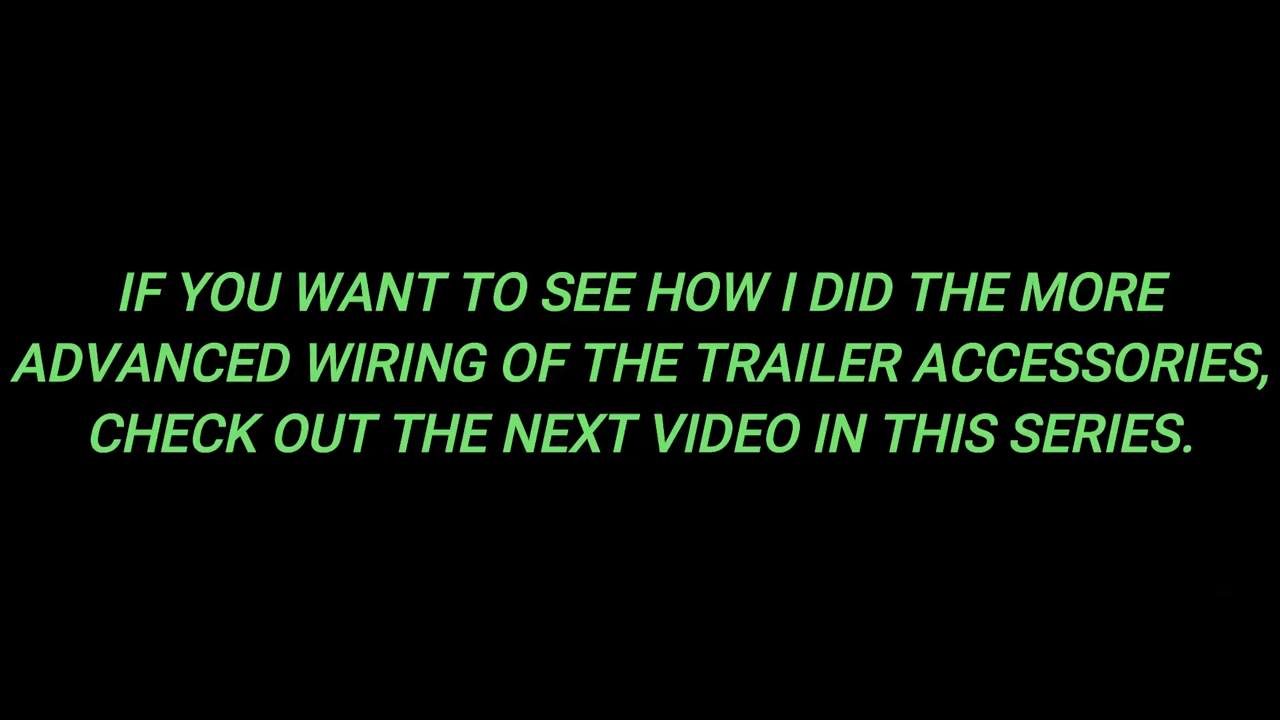 IF YOU WANT TO SEE HOW I DID THE MORE
ADVANCED WIRING OF THE TRAILER ACCESSORIES,
CHECK OUT THE NEXT VIDEO IN THIS SERIES.